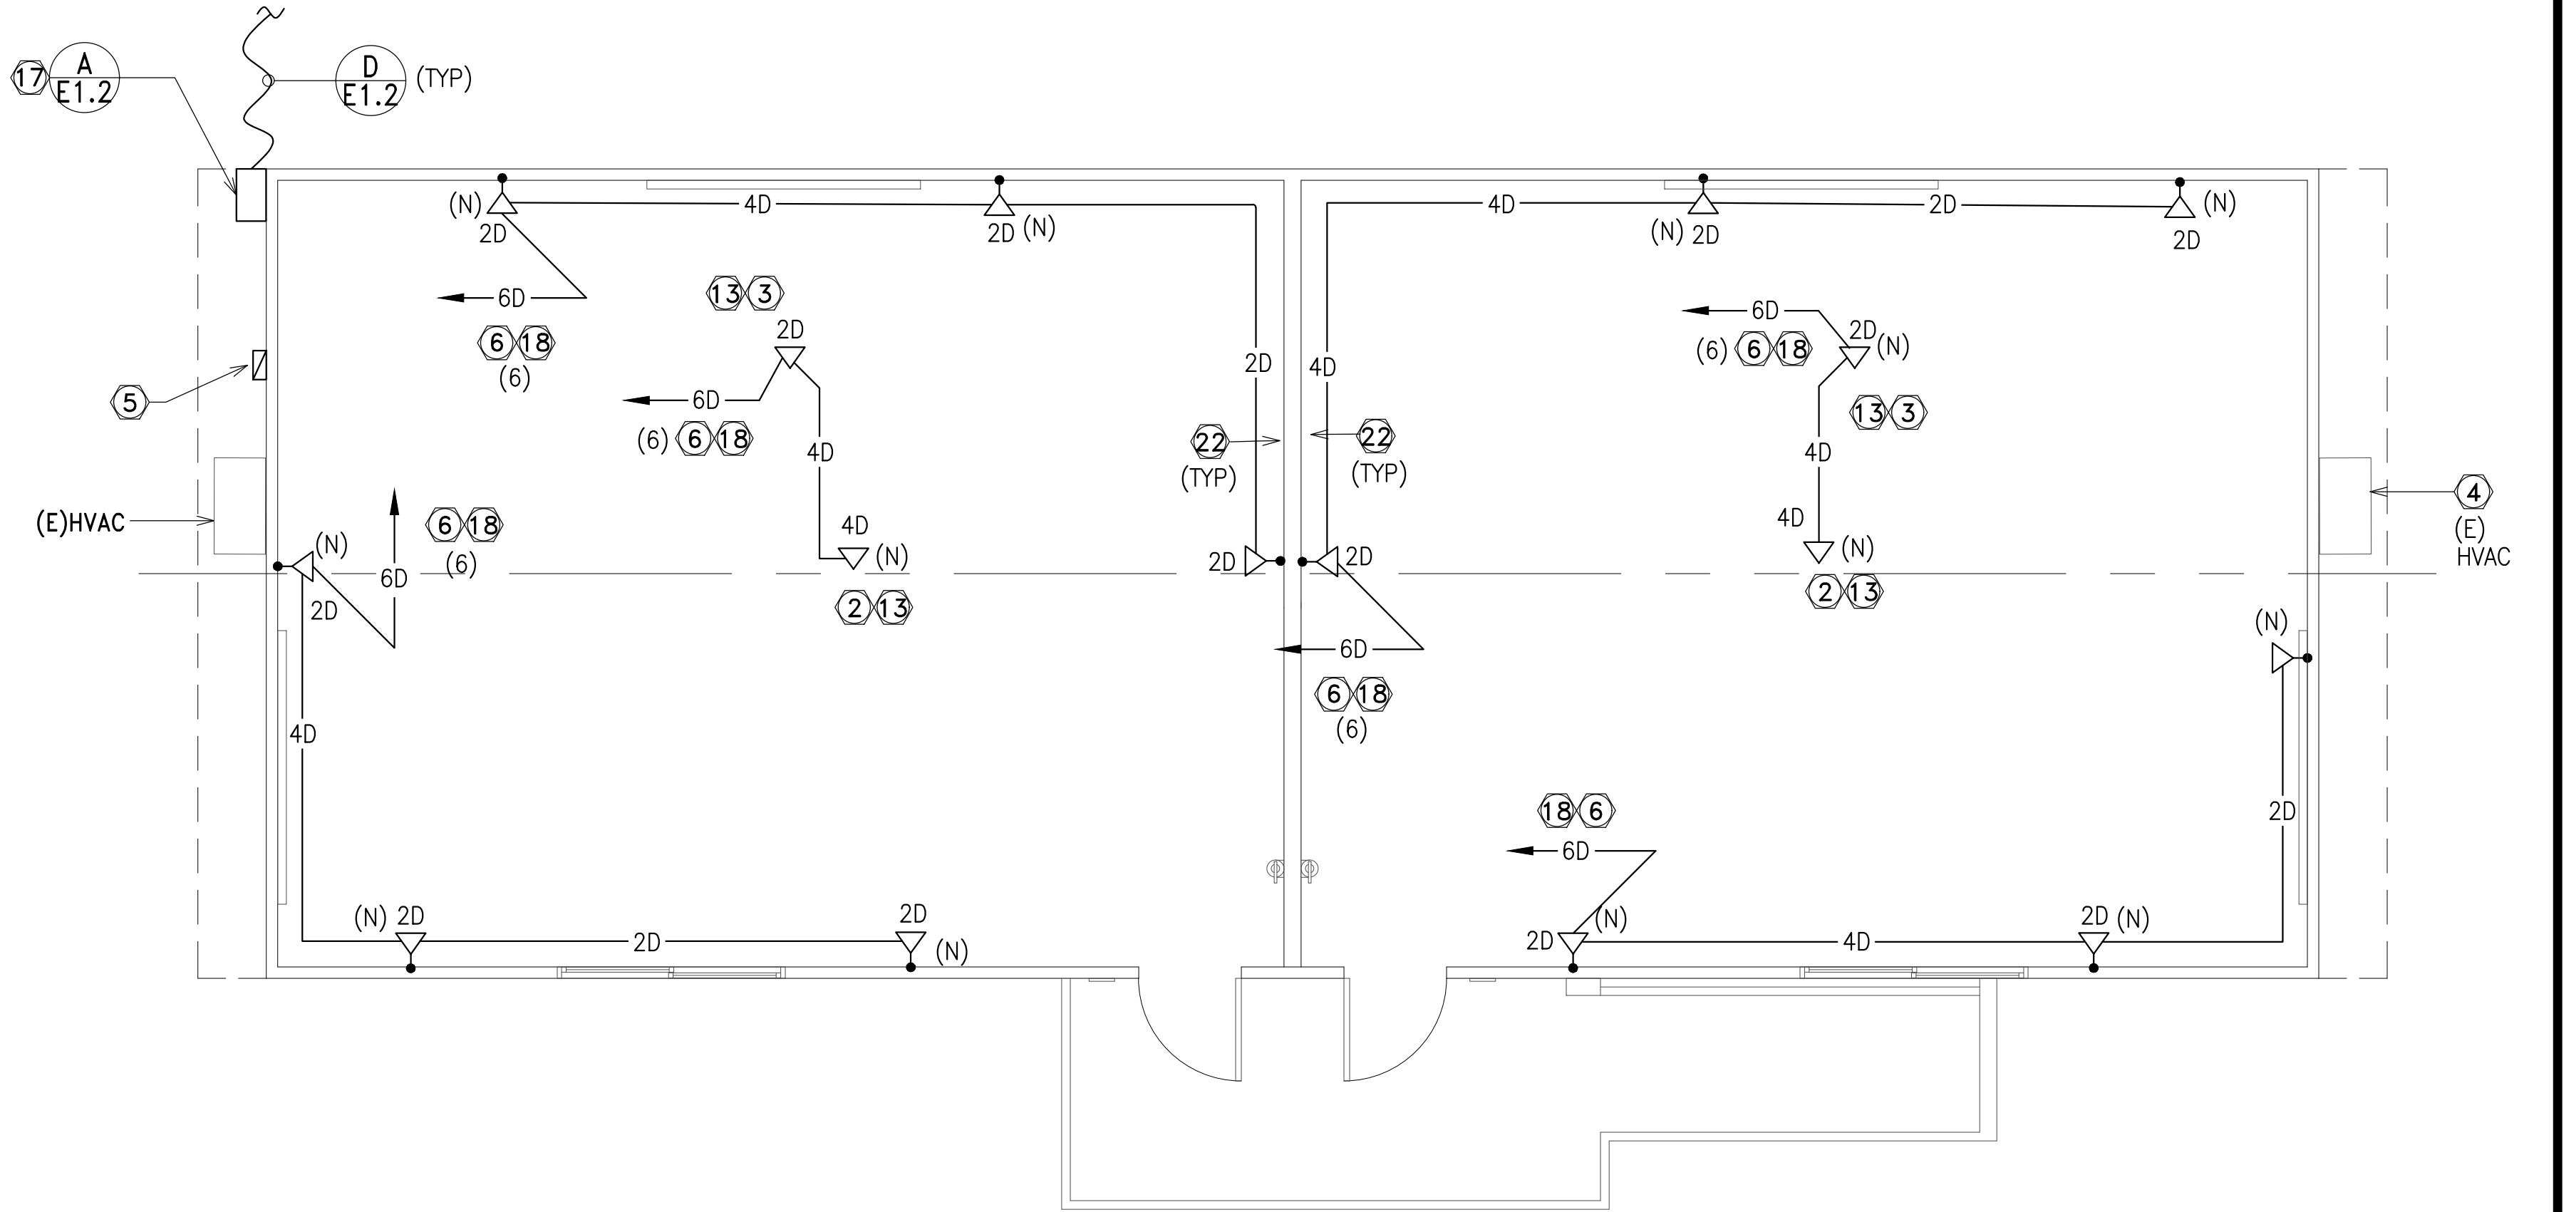 17 A D (TYP)
E1.2 E1.2
(N) 4D 4D 2D (N)
2D 2D (N) (N) 2D 2D
13 3
6D 6D
6 18 2D 2D (N)
(6) (6) 6 18
2D 4D
5 6D 13 3
(6) 6 18 4D 22 22 4D
(TYP) (TYP)
4
(E)HVAC 6 18 4D 4D (E)
(N) (6) (N) 2D 2D (N) HVAC
6D
2D 2 13 2 13
(N)
6D
6 18
4D (6)
18 6 2D
6D
(N) 2D 2D (N) 2D (N)
2D (N) 2D 4D